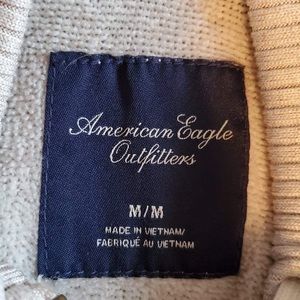 American Eagle
Outfitters
M/M
MADE IN VIETNAM/
FABRIQUÉ AU VIETNAM